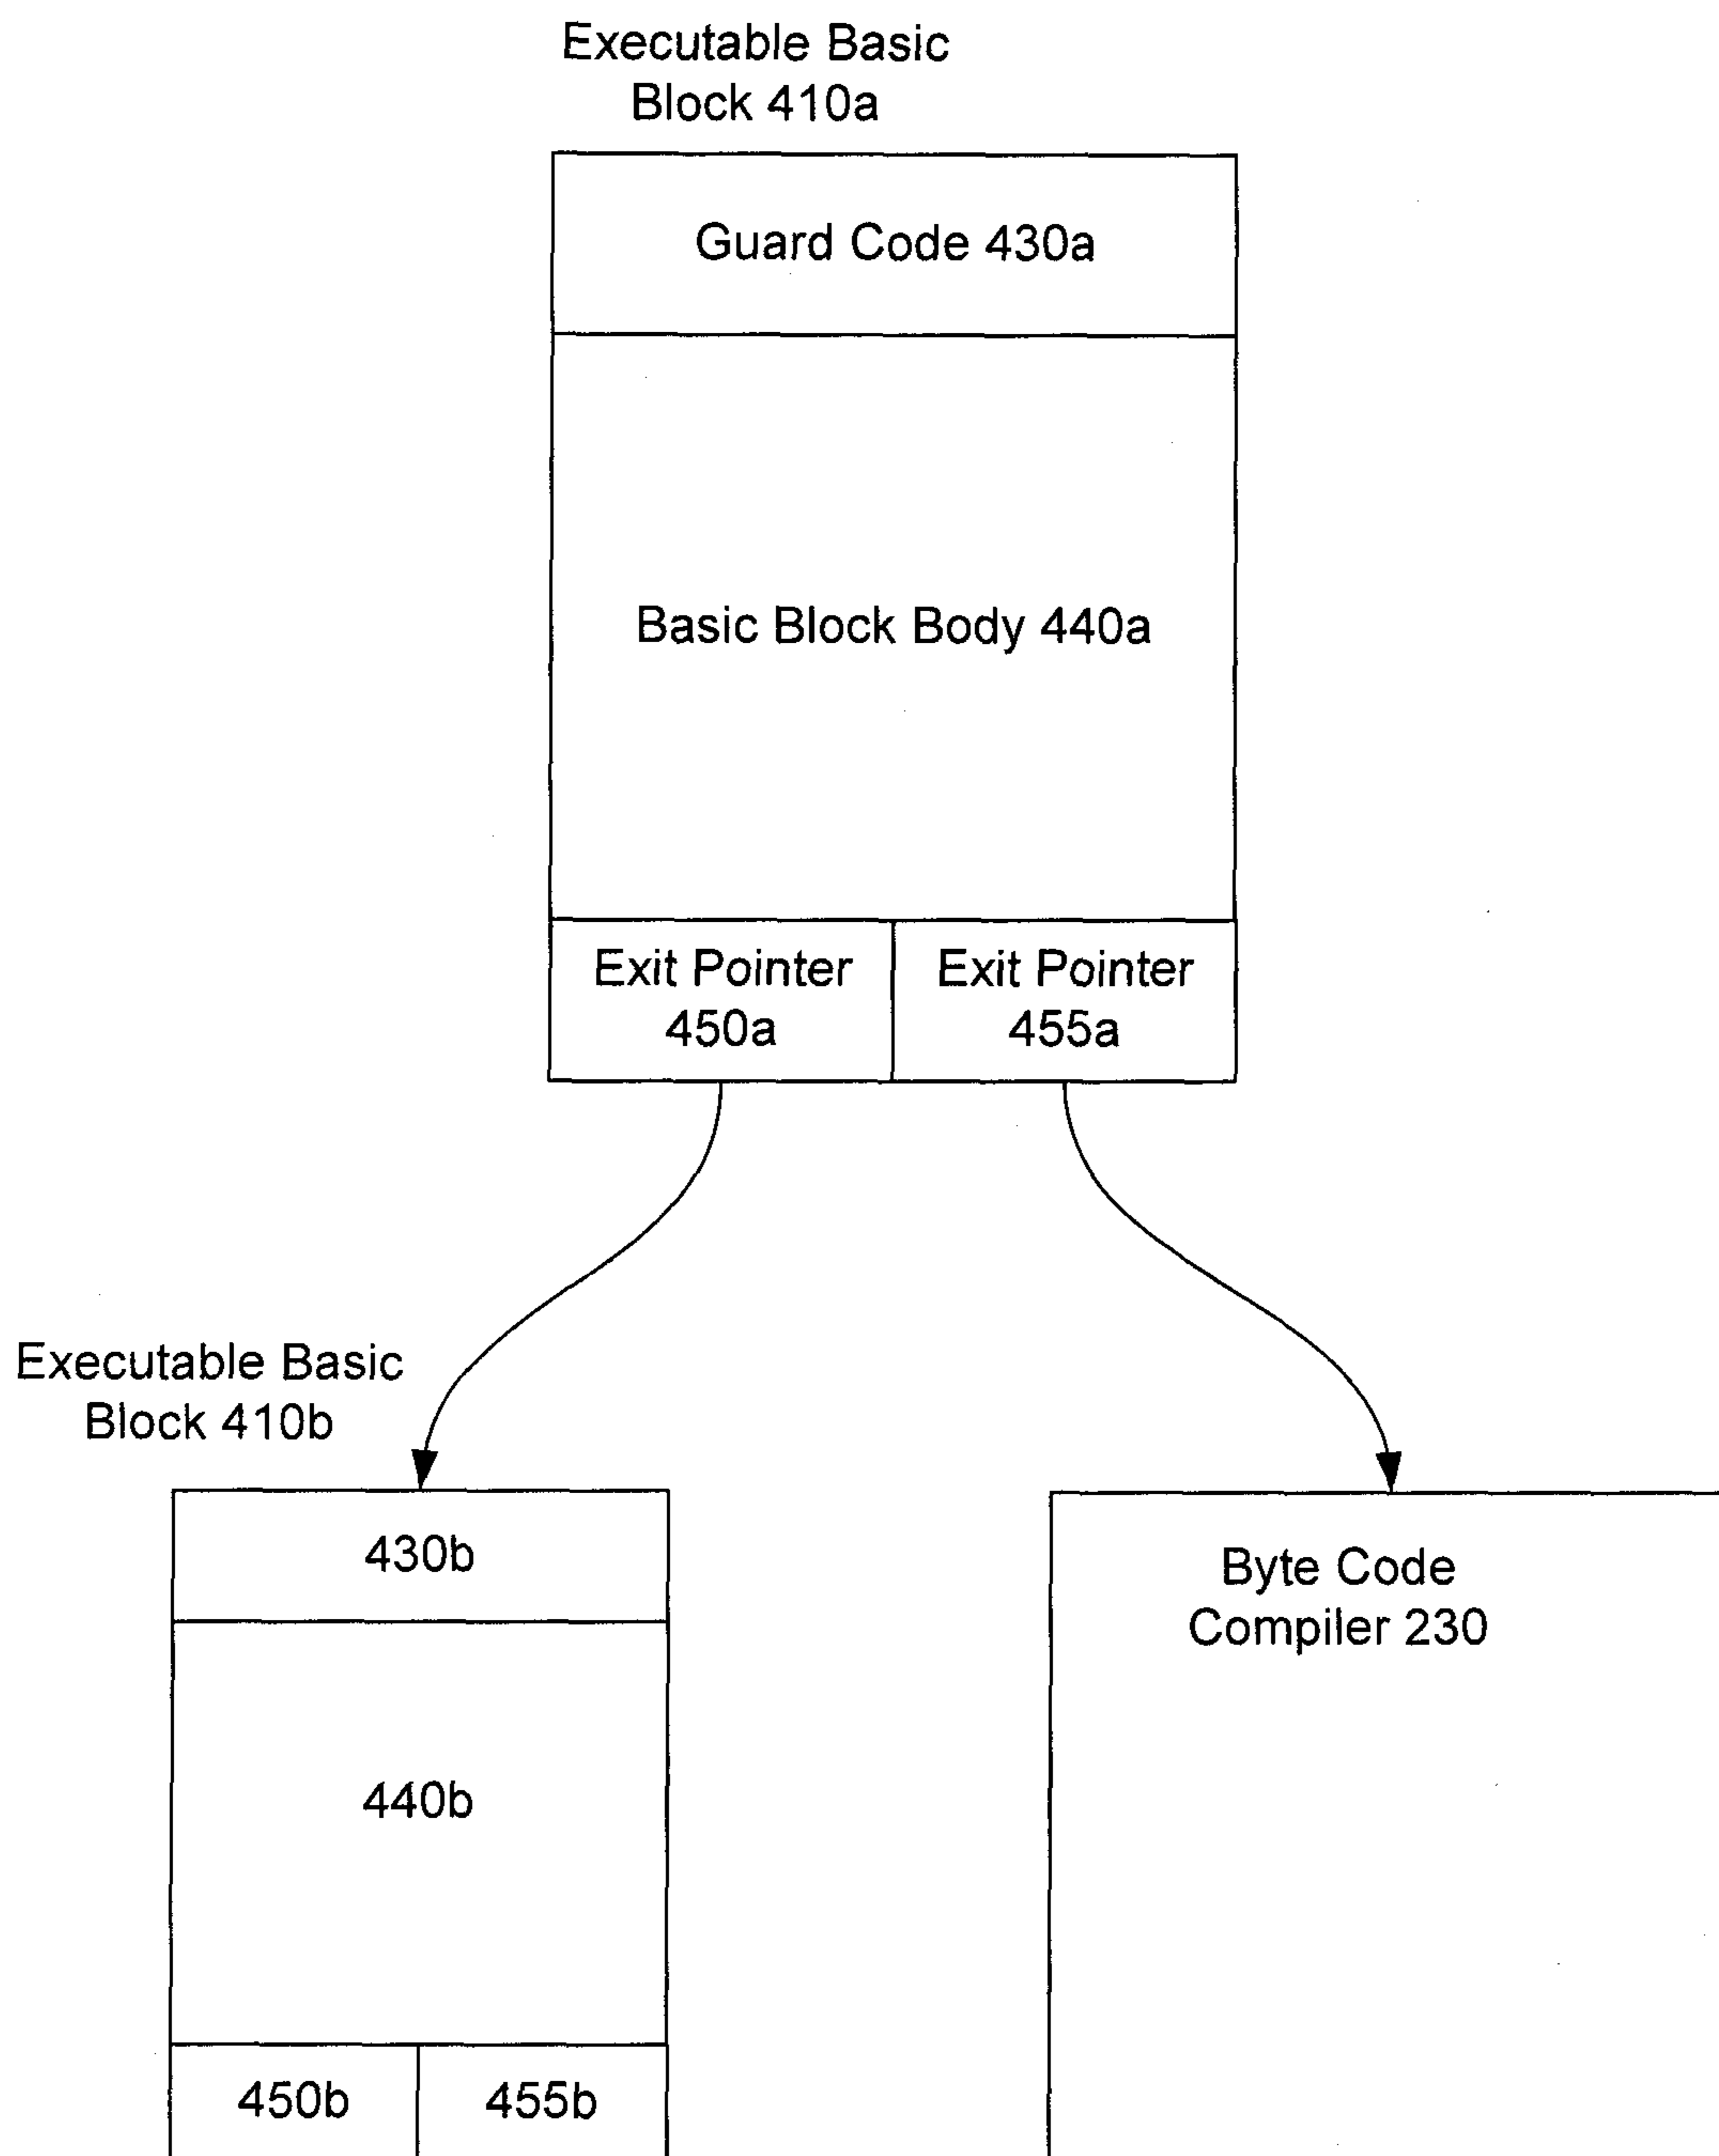 Executable Basic
Block 410a
Guard Code 430a
Basic Block Body 440a
Exit Pointer
450a
Exit Pointer
455a
Executable Basic
Block 410b
430b
440b
450b
455b
Byte Code
Compiler 230